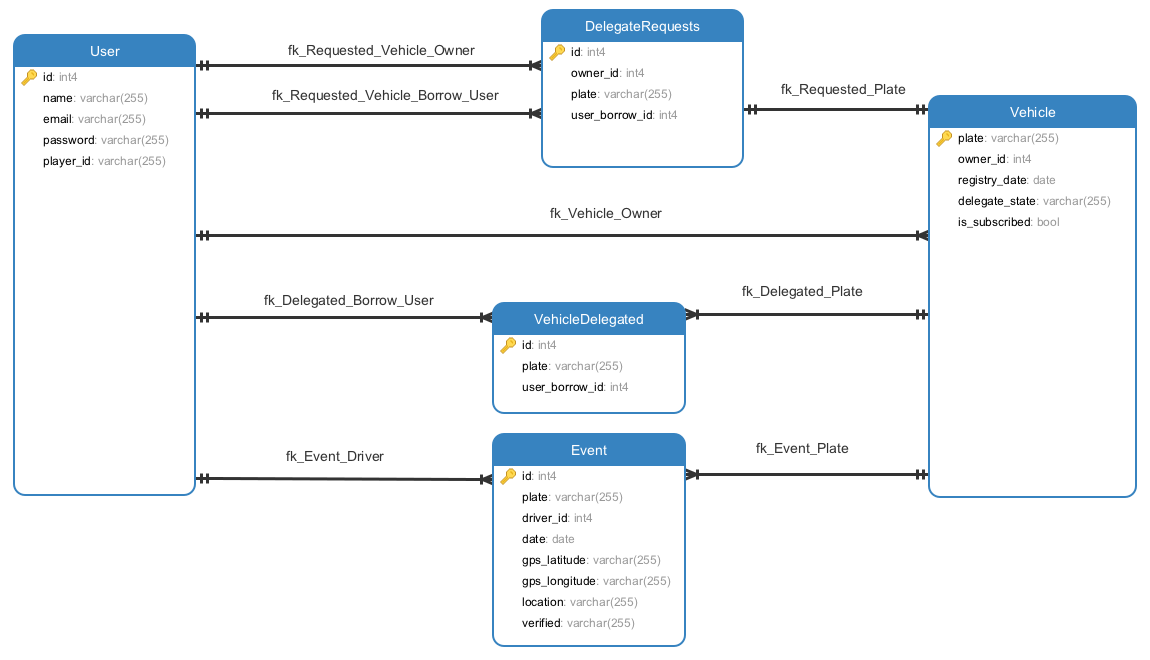 User
id: int4
name: varchar(255)
email: varchar(255)
password: varchar(255)
player_id: varchar(255)
fk_Requested_Vehicle_Owner
fk_Requested_Vehicle_Borrow_User
DelegateRequests
id: int4
owner_id: int4
plate: varchar(255)
user_borrow_id: int4
fk_Requested_Plate
Vehicle
plate: varchar(255)
owner_id: int4
registry_date: date
delegate_state: varchar(255)
is_subscribed: bool
fk_Vehicle_Owner
fk_Delegated_Borrow_User
VehicleDelegated
id: int4
plate: varchar(255)
user_borrow_id: int4
fk_Delegated_Plate
fk_Event_Driver
Event
id: int4
plate: varchar(255)
driver_id: int4
date: date
gps_latitude: varchar(255)
gps_longitude: varchar(255)
location: varchar(255)
verified: varchar(255)
fk_Event_Plate